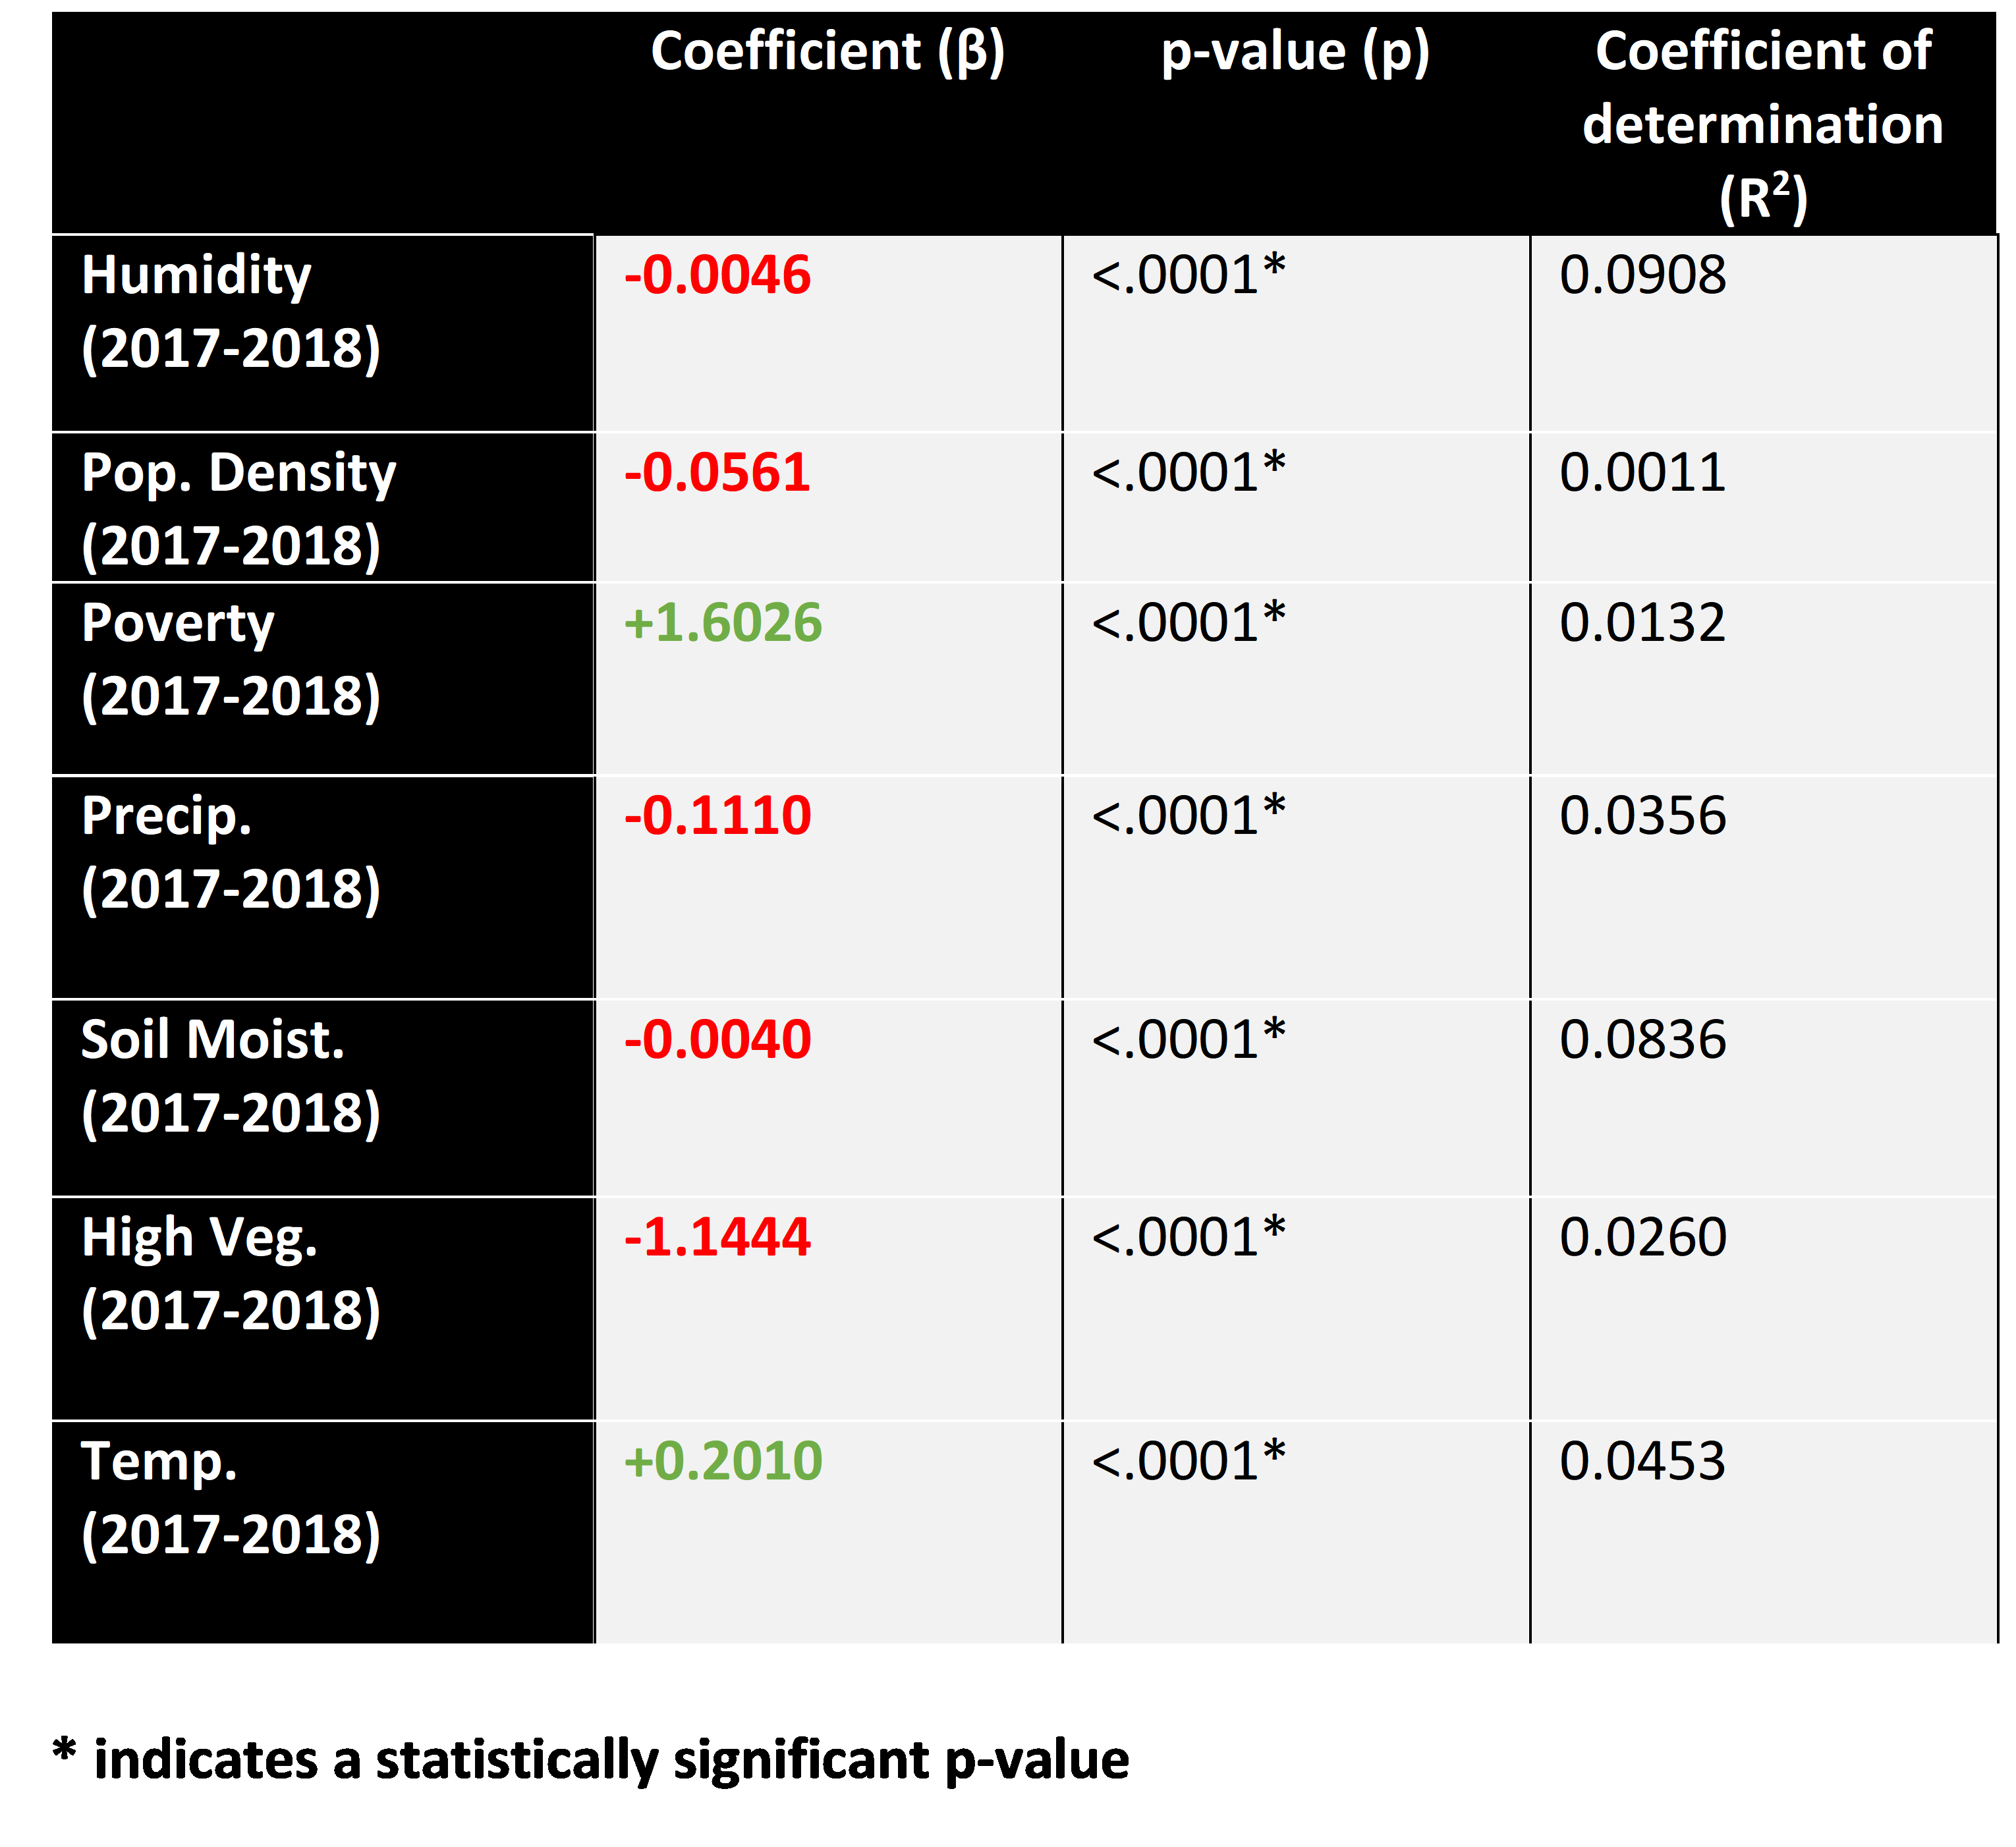 Coefficient (β) p-value (p) Coefficient of
determination
(R²)
Humidity -0.0046 <.0001* 0.0908
(2017-2018)
Pop. Density -0.0561 <.0001* 0.0011
(2017-2018)
Poverty +1.6026 <.0001* 0.0132
(2017-2018)
Precip. -0.1110 <.0001* 0.0356
(2017-2018)
Soil Moist. -0.0040 <.0001* 0.0836
(2017-2018)
High Veg. -1.1444 <.0001* 0.0260
(2017-2018)
Temp. +0.2010 <.0001* 0.0453
(2017-2018)
* indicates a statistically significant p-value